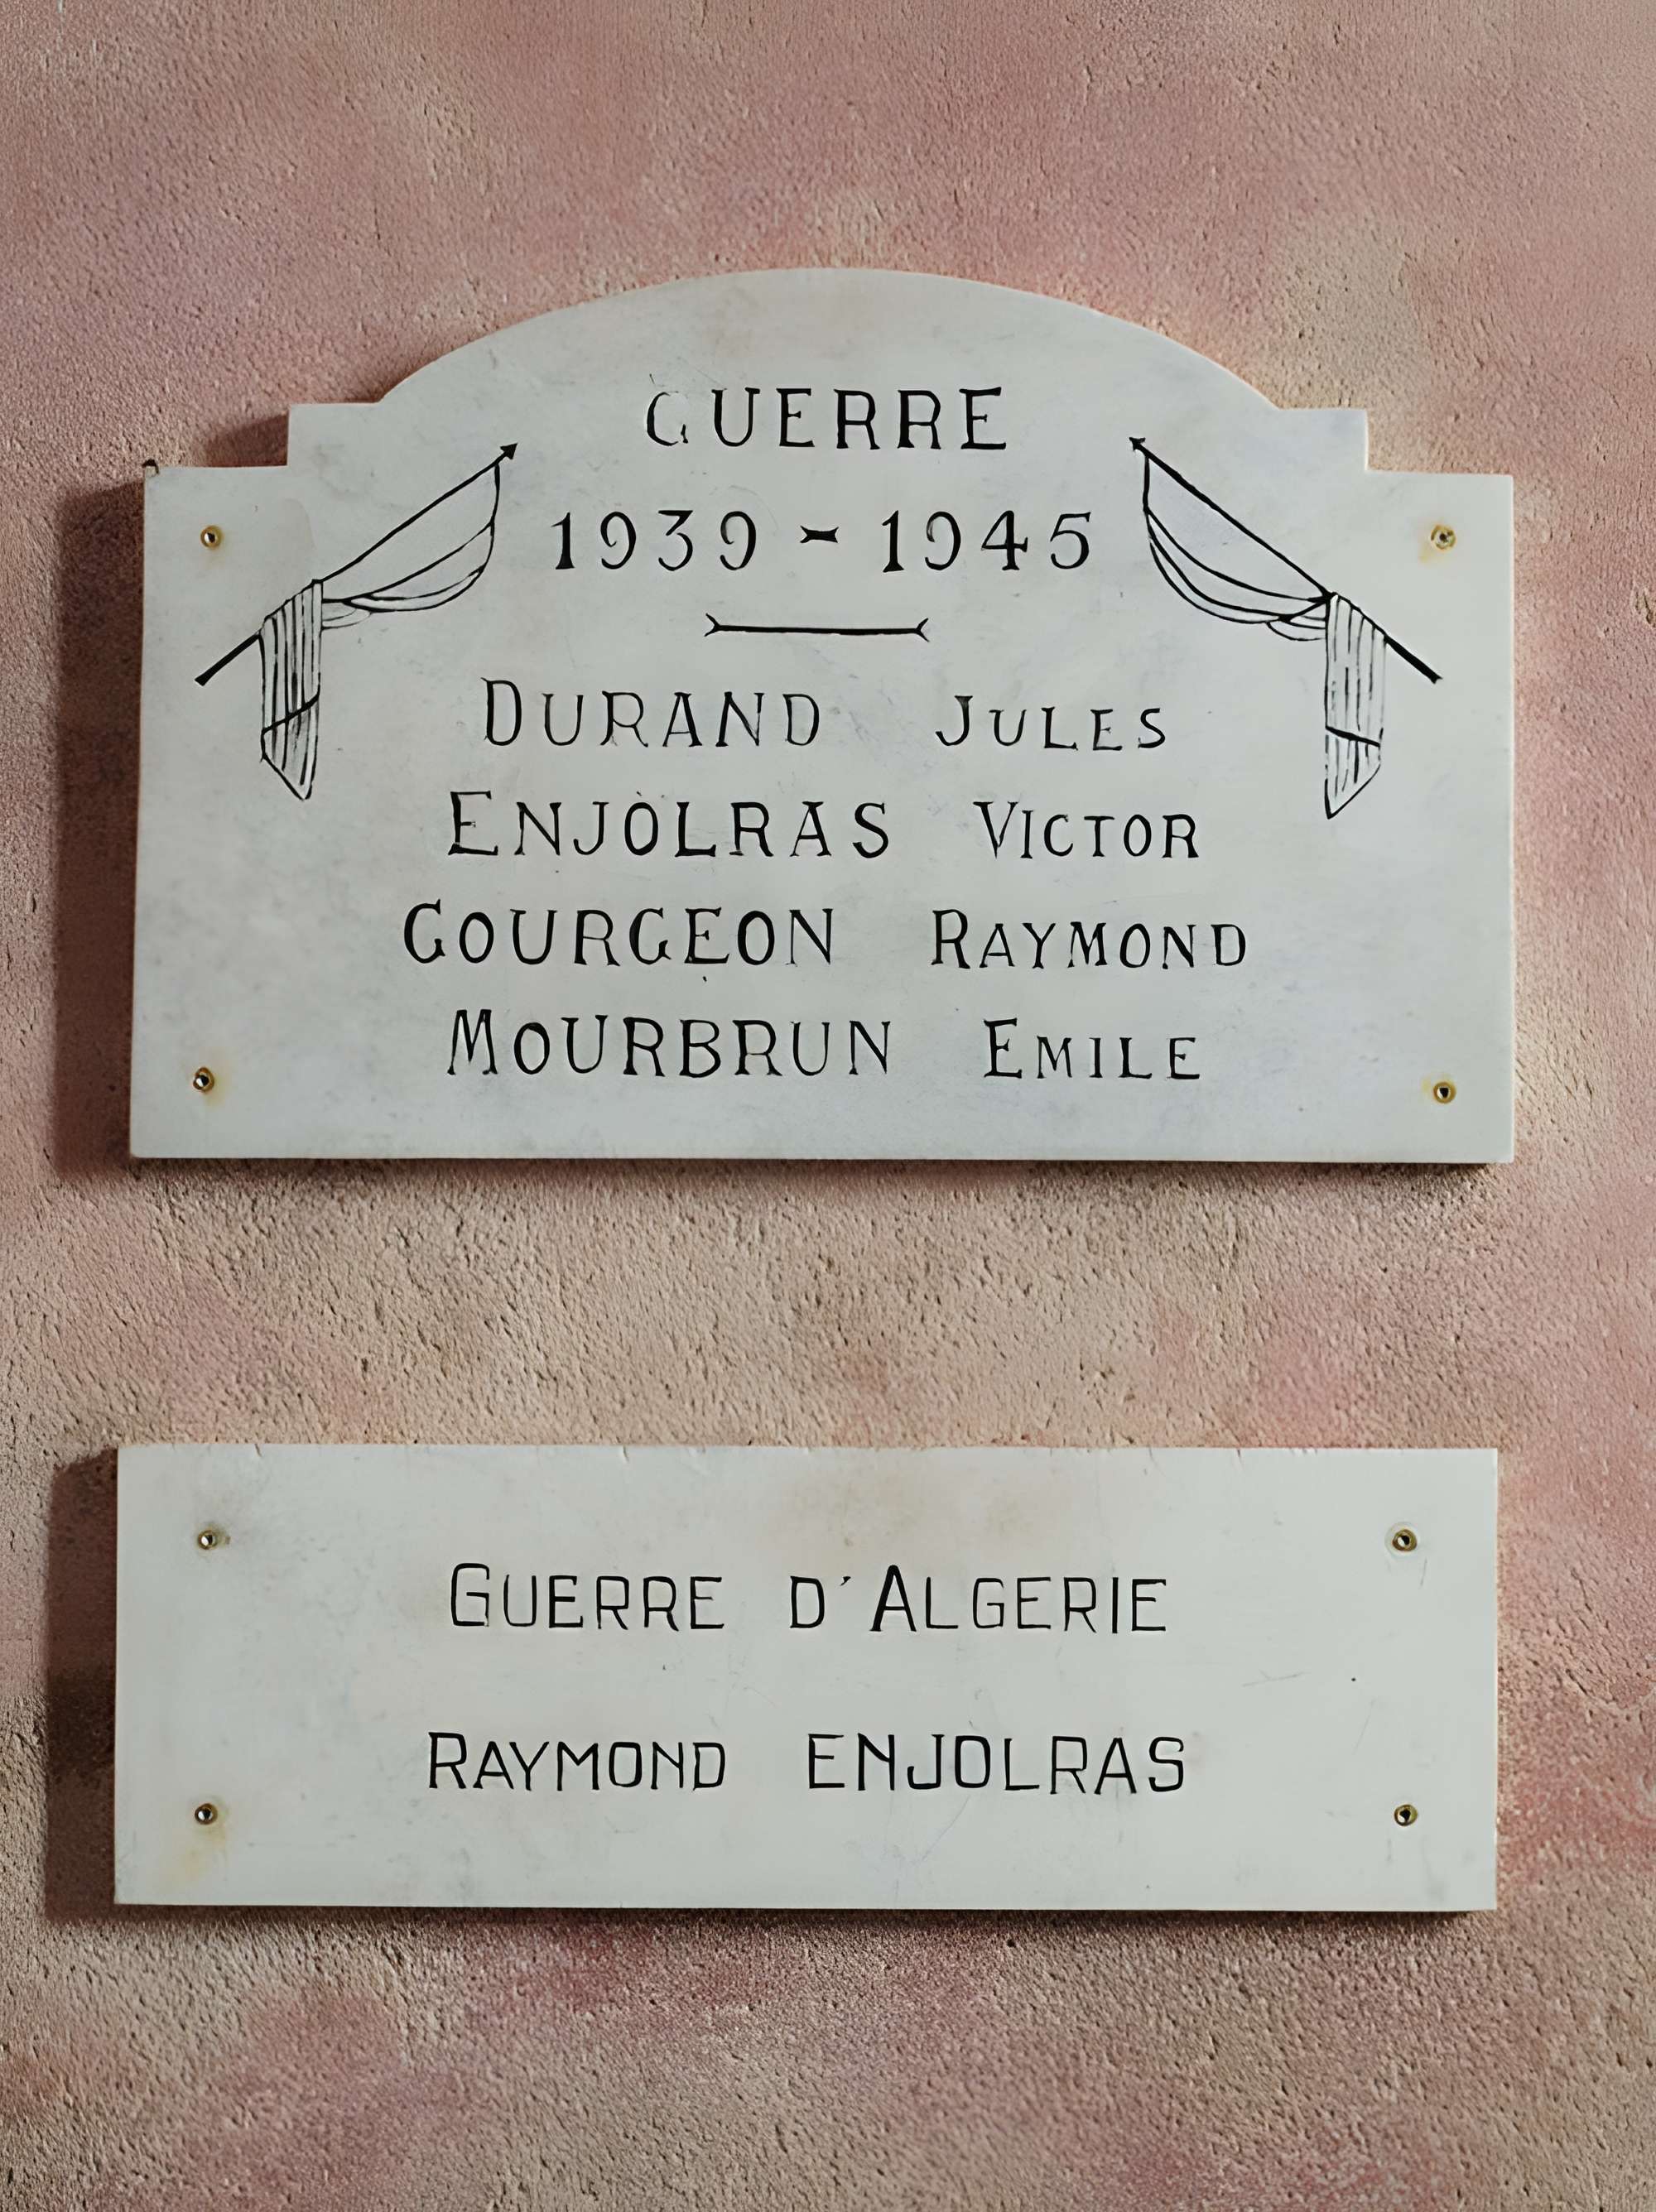 GUERRE
1939 - 1945
DURAND JULES
ENJOLRAS VICTOR
GOURGEON RAYMOND
MOURBRUN EMILE
GUERRE D'ALGERIE
RAYMOND ENJOLRAS